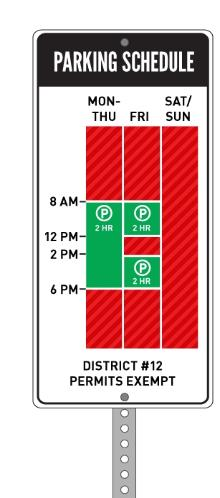 PARKING SCHEDULE
MON-
THU FRI SAT/
SUN
8 AM
P P
2 HR 2 HR
12 PM
2 PM
P
2 HR
6 PM
DISTRICT #12
PERMITS EXEMPT